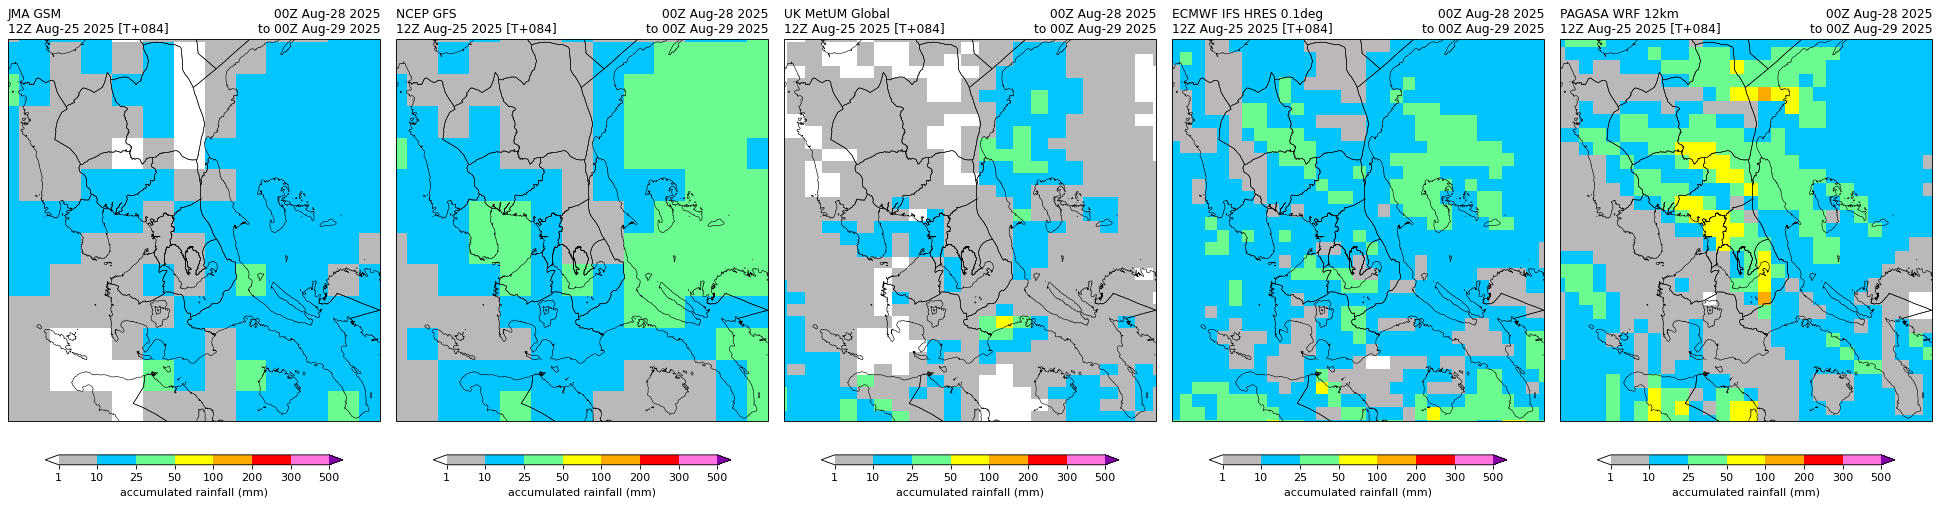 JMA GSM 00Z Aug-28 2025
12Z Aug-25 2025 [T+084] to 00Z Aug-29 2025
1 10 25 50 100 200 300 500
accumulated rainfall (mm)
NCEP GFS 00Z Aug-28 2025
12Z Aug-25 2025 [T+084] to 00Z Aug-29 2025
1 10 25 50 100 200 300 500
accumulated rainfall (mm)
UK MetUM Global 00Z Aug-28 2025
12Z Aug-25 2025 [T+084] to 00Z Aug-29 2025
1 10 25 50 100 200 300 500
accumulated rainfall (mm)
ECMWF IFS HRES 0.1deg 00Z Aug-28 2025
12Z Aug-25 2025 [T+084] to 00Z Aug-29 2025
1 10 25 50 100 200 300 500
accumulated rainfall (mm)
PAGASA WRF 12km 00Z Aug-28 2025
12Z Aug-25 2025 [T+084] to 00Z Aug-29 2025
1 10 25 50 100 200 300 500
accumulated rainfall (mm)